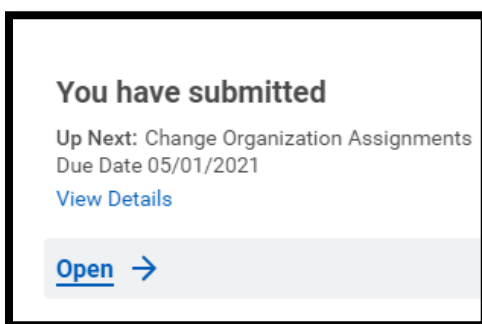 You have submitted
Up Next: Change Organization Assignments
Due Date 05/01/2021
View Details
Open →